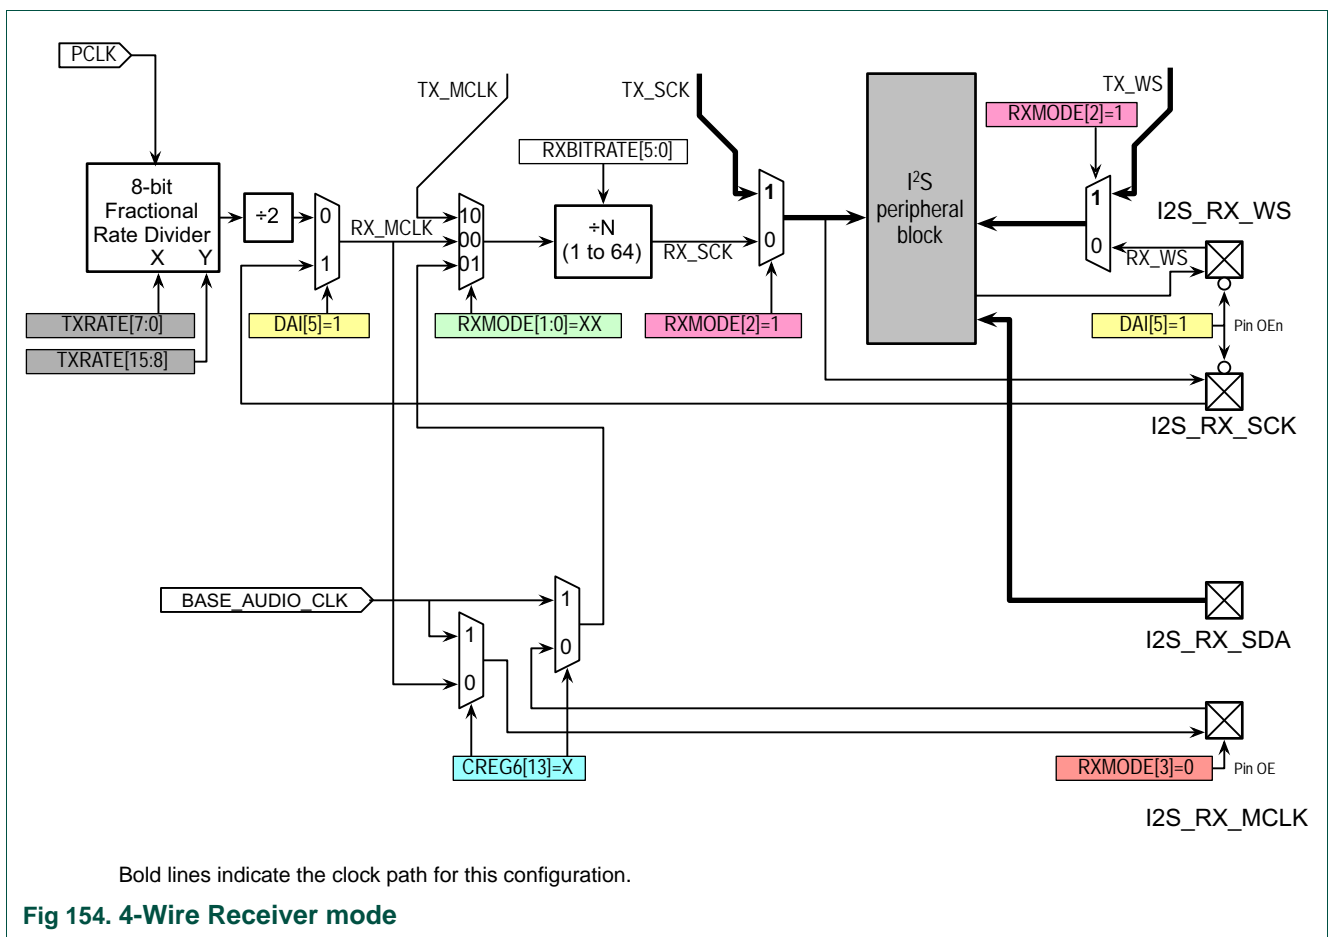 PCLK
TX_MCLK
TX_SCK
TX_WS
RXMODE[2]=1
RXBITRATE[5:0]
8-bit
Fractional
Rate Divider
X Y
÷2
0
1
RX_MCLK
10
00
01
÷N
(1 to 64)
RX_SCK
1
0
I²S
peripheral
block
1
0
RX_WS
I2S_RX_WS
TXRATE[7:0]
DAI[5]=1
RXMODE[1:0]=XX
RXMODE[2]=1
DAI[5]=1
Pin OEn
TXRATE[15:8]
I2S_RX_SCK
BASE_AUDIO_CLK
1
0
1
0
I2S_RX_SDA
CREG6[13]=X
RXMODE[3]=0
Pin OE
I2S_RX_MCLK
Bold lines indicate the clock path for this configuration.
Fig 154. 4-Wire Receiver mode